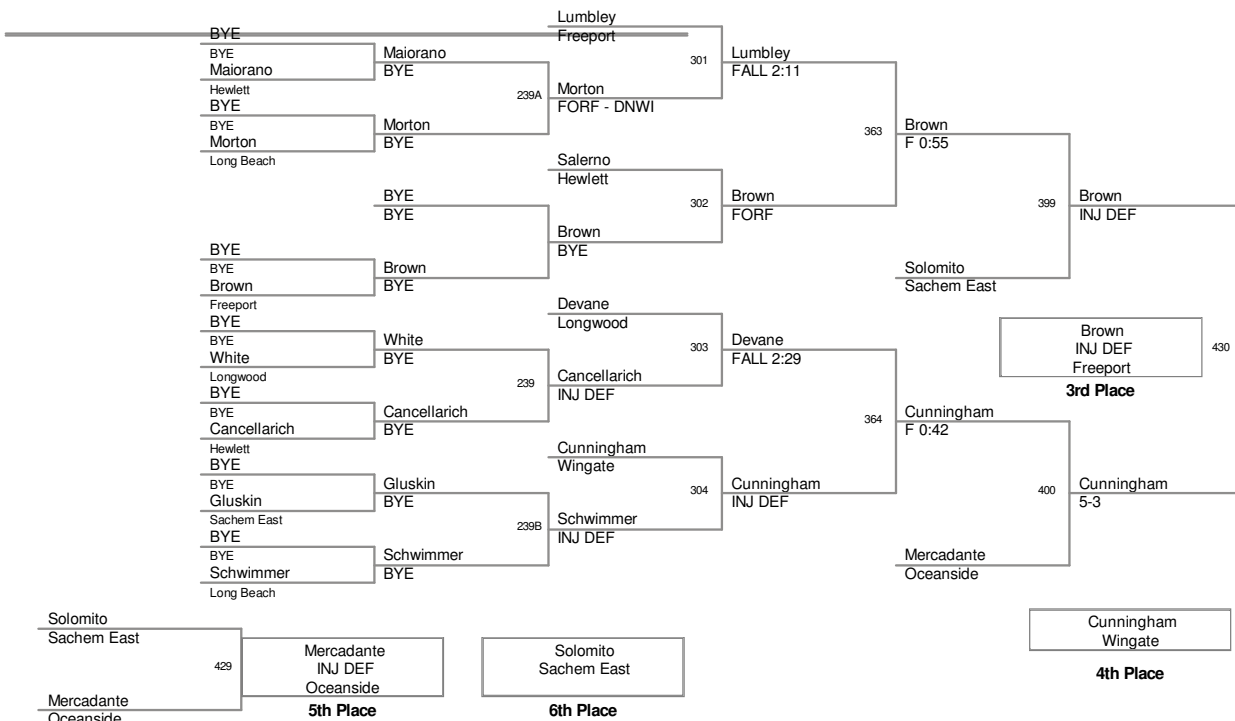 BYE
BYE
Maiorano
Hewlett
BYE
BYE
Morton
Long Beach
BYE
BYE
Brown
Freeport
BYE
BYE
White
Longwood
BYE
BYE
Cancellarich
Hewlett
BYE
BYE
Gluskin
Sachem East
BYE
BYE
Schwimmer
Long Beach
Maiorano
BYE
Morton
BYE
BYE
BYE
Brown
BYE
White
BYE
Cancellarich
BYE
Gluskin
BYE
Schwimmer
BYE
239A
239
239B
Lumbley
Freeport
Morton
FORF - DNWI
Salerno
Hewlett
Brown
BYE
Devane
Longwood
Cancellarich
INJ DEF
Cunningham
Wingate
Schwimmer
INJ DEF
301
302
303
304
Lumbley
FALL 2:11
Brown
FORF
Devane
FALL 2:29
Cunningham
INJ DEF
363
364
Brown
F 0:55
Solomito
Sachem East
Cunningham
F 0:42
Mercadante
Oceanside
399
400
Brown
INJ DEF
Cunningham
5-3
Brown
INJ DEF
Freeport
430
3rd Place
Cunningham
Wingate
4th Place
Solomito
Sachem East
429
Mercadante
Oceanside
Mercadante
INJ DEF
Oceanside
5th Place
Solomito
Sachem East
6th Place